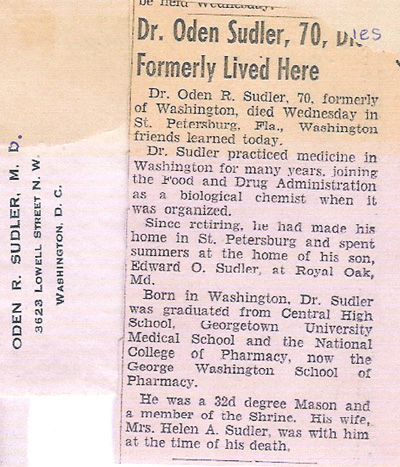 be held Wednesday.
Dr. Oden Sudler, 70, Dies
Formerly Lived Here
Dr. Oden R. Sudler, 70, formerly
of Washington, died Wednesday in
St. Petersburg, Fla., Washington
friends learned today.
Dr. Sudler practiced medicine in
Washington for many years, joining
the Food and Drug Administration
as a biological chemist when it
was organized.
Since retiring, he had made his
home in St. Petersburg and spent
summers at the home of his son,
Edward O. Sudler, at Royal Oak,
Md.
Born in Washington, Dr. Sudler
was graduated from Central High
School, Georgetown University
Medical School and the National
College of Pharmacy, now the
George Washington School of
Pharmacy.
He was a 32d degree Mason and
a member of the Shrine. His wife,
Mrs. Helen A. Sudler, was with him
at the time of his death.
ODEN R. SUDLER, M. D.
3623 LOWELL STREET N. W.
WASHINGTON, D. C.